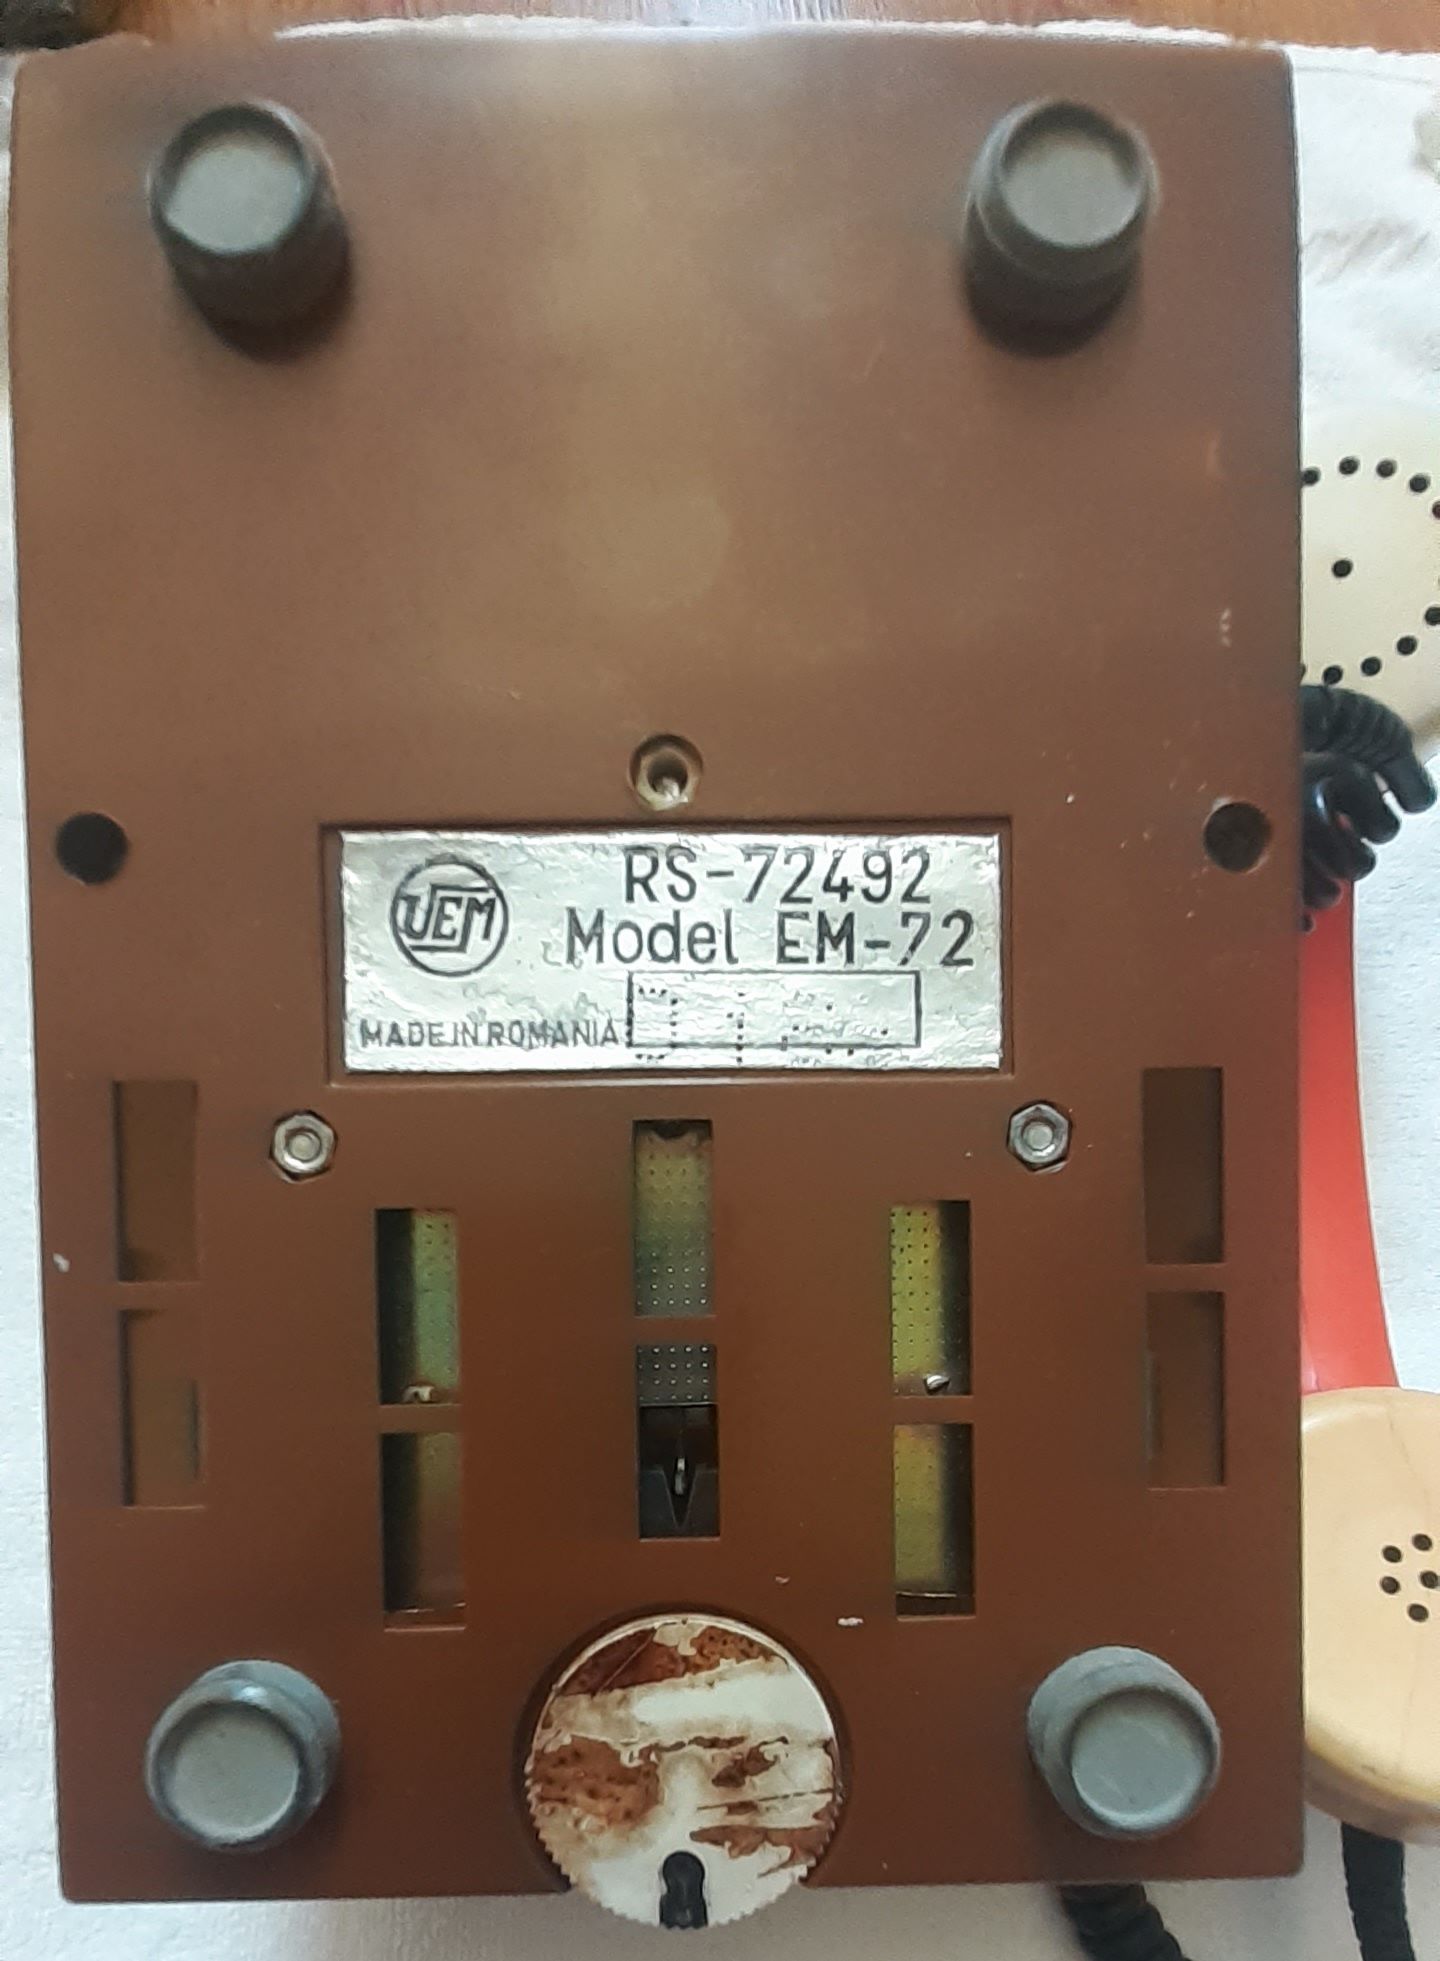 UEM
RS-72492
Model EM-72
MADE IN ROMANIA